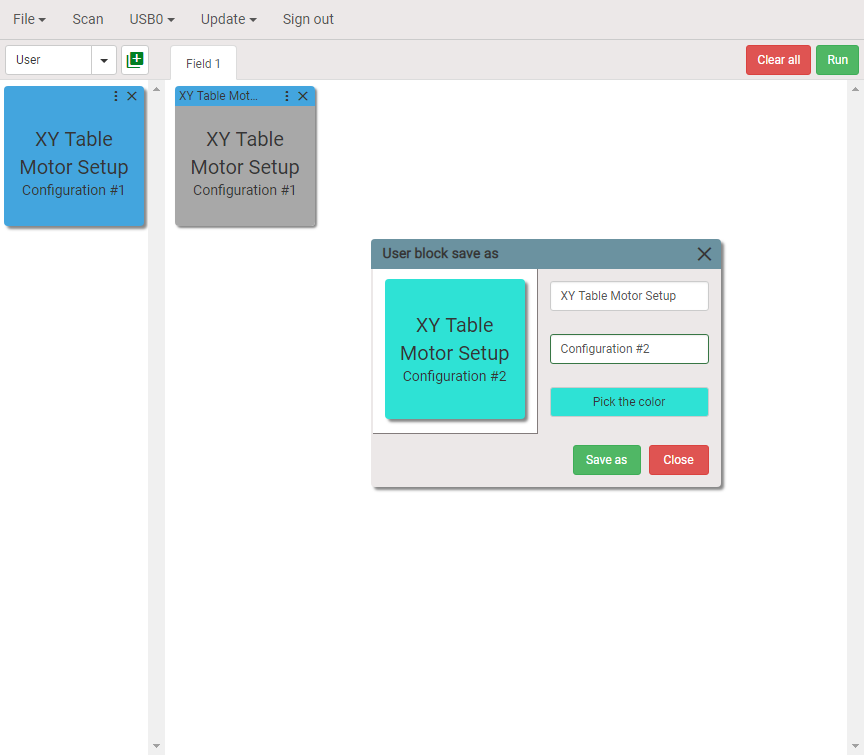 File Scan USB0 Update Sign out
User Field 1 Clear all Run
XY Table
Motor Setup
Configuration #1
XY Table Mot...
XY Table
Motor Setup
Configuration #1
User block save as
XY Table
Motor Setup
Configuration #2
XY Table Motor Setup
Configuration #2
Pick the color
Save as Close